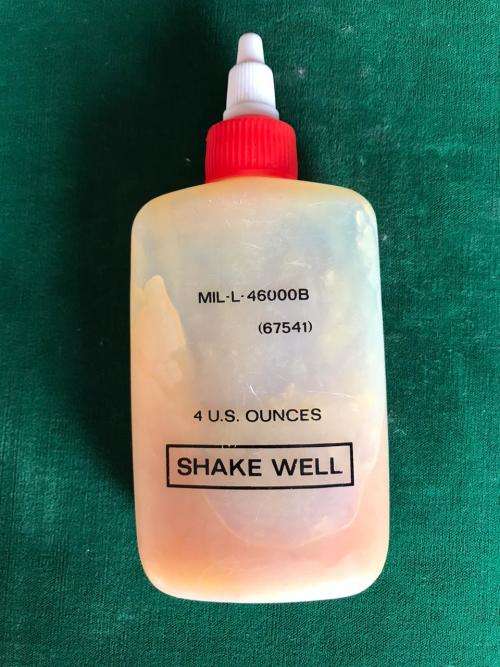 MIL-L-46000B
(67541)
4 U.S. OUNCES
SHAKE WELL